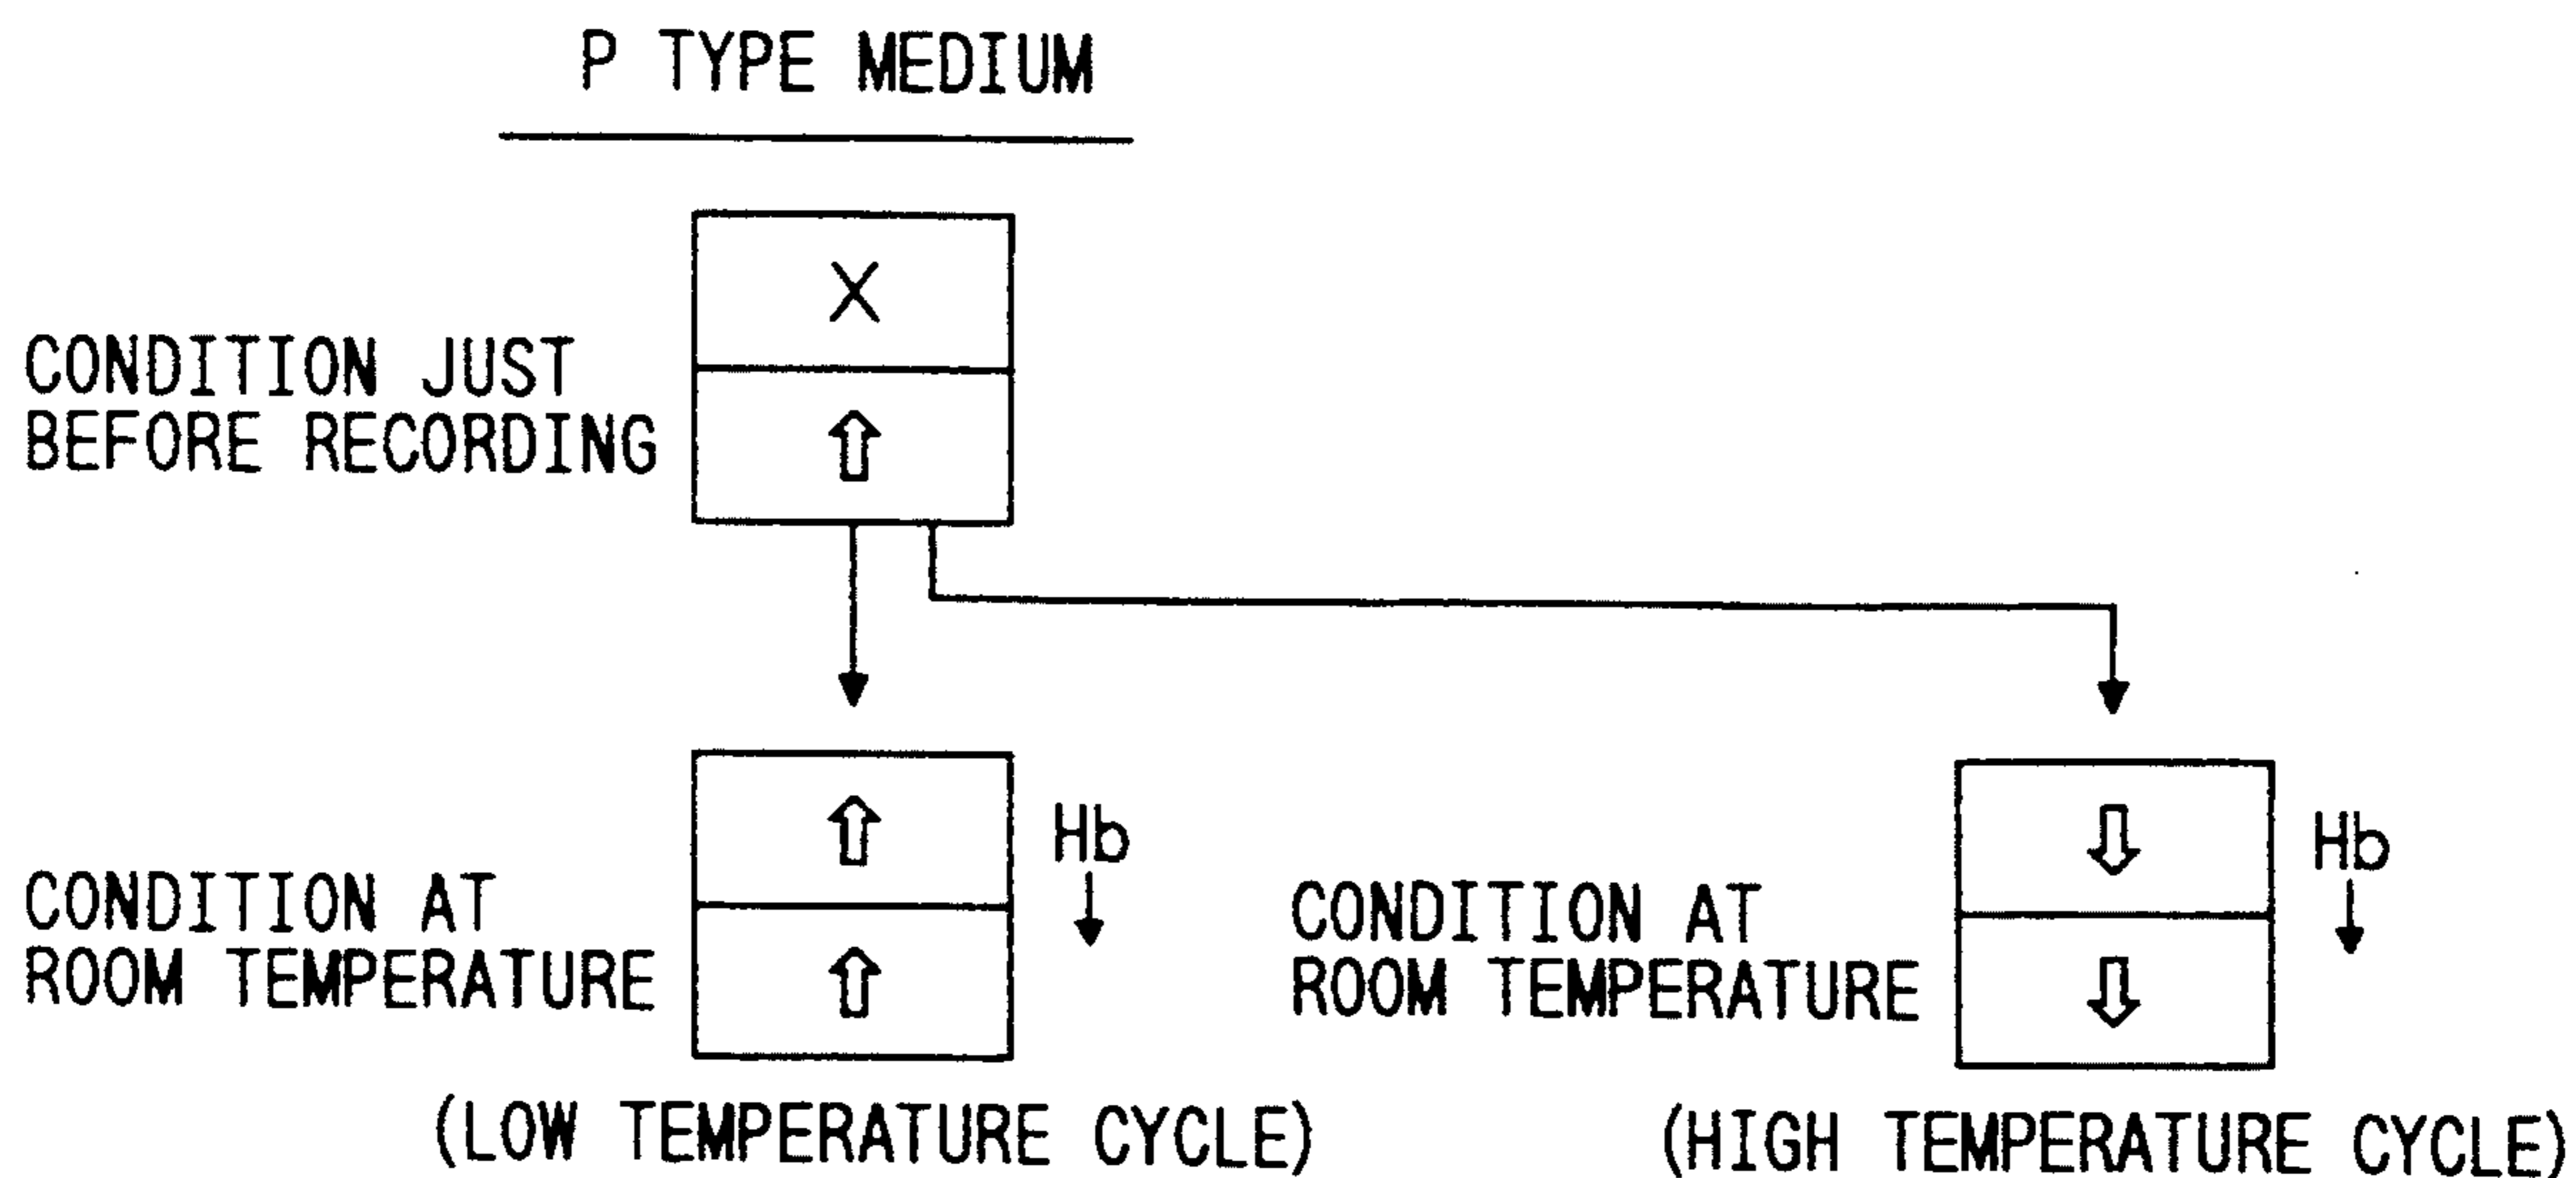 P TYPE MEDIUM
X
CONDITION JUST
BEFORE RECORDING
Hb
CONDITION AT
ROOM TEMPERATURE
(LOW TEMPERATURE CYCLE)
Hb
CONDITION AT
ROOM TEMPERATURE
(HIGH TEMPERATURE CYCLE)